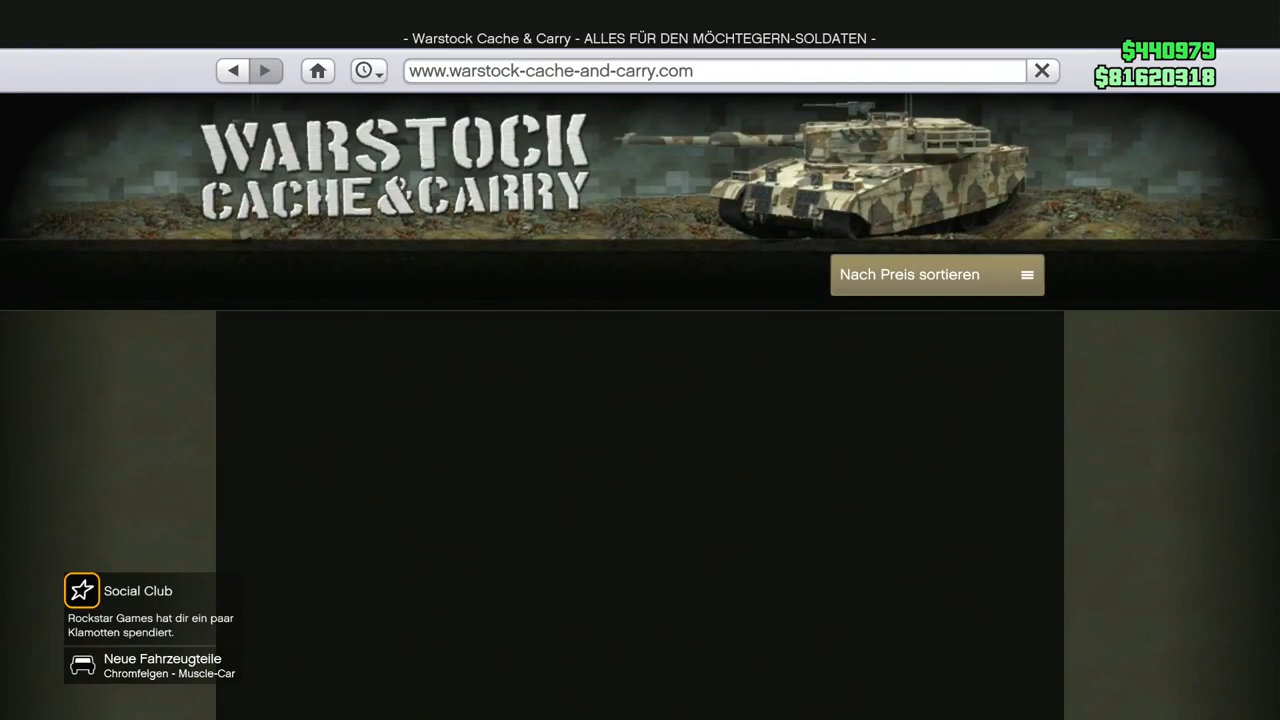 - Warstock Cache & Carry - ALLES FÜR DEN MÖCHTEGERN-SOLDATEN -
$440979
www.warstock-cache-and-carry.com
$81620318
WARSTOCK
CACHE&CARRY
Nach Preis sortieren
Social Club
Rockstar Games hat dir ein paar
Klamotten spendiert.
Neue Fahrzeugteile
Chromfelgen - Muscle-Car